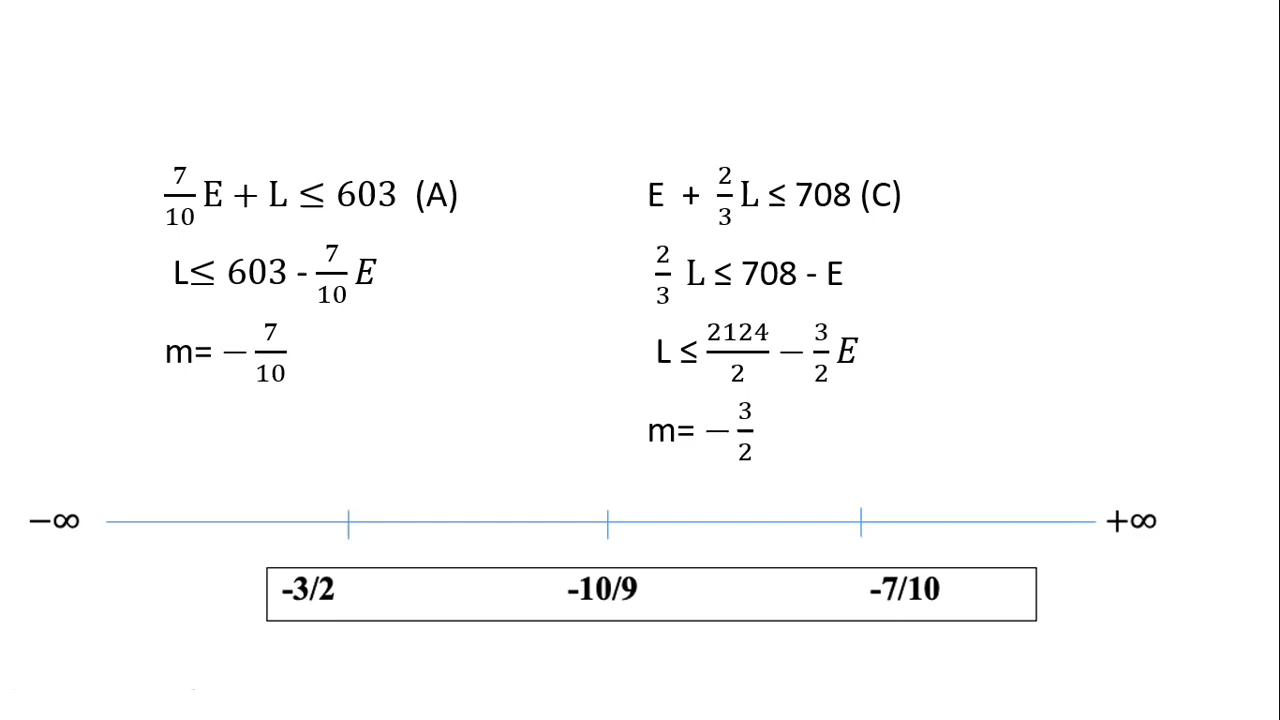 7/10 E + L ≤ 603 (A)
L≤ 603 - 7/10 E
m= − 7/10
E + 2/3 L ≤ 708 (C)
2/3 L ≤ 708 - E
L ≤ 2124/2 − 3/2 E
m= − 3/2
−∞ +∞
-3/2 -10/9 -7/10